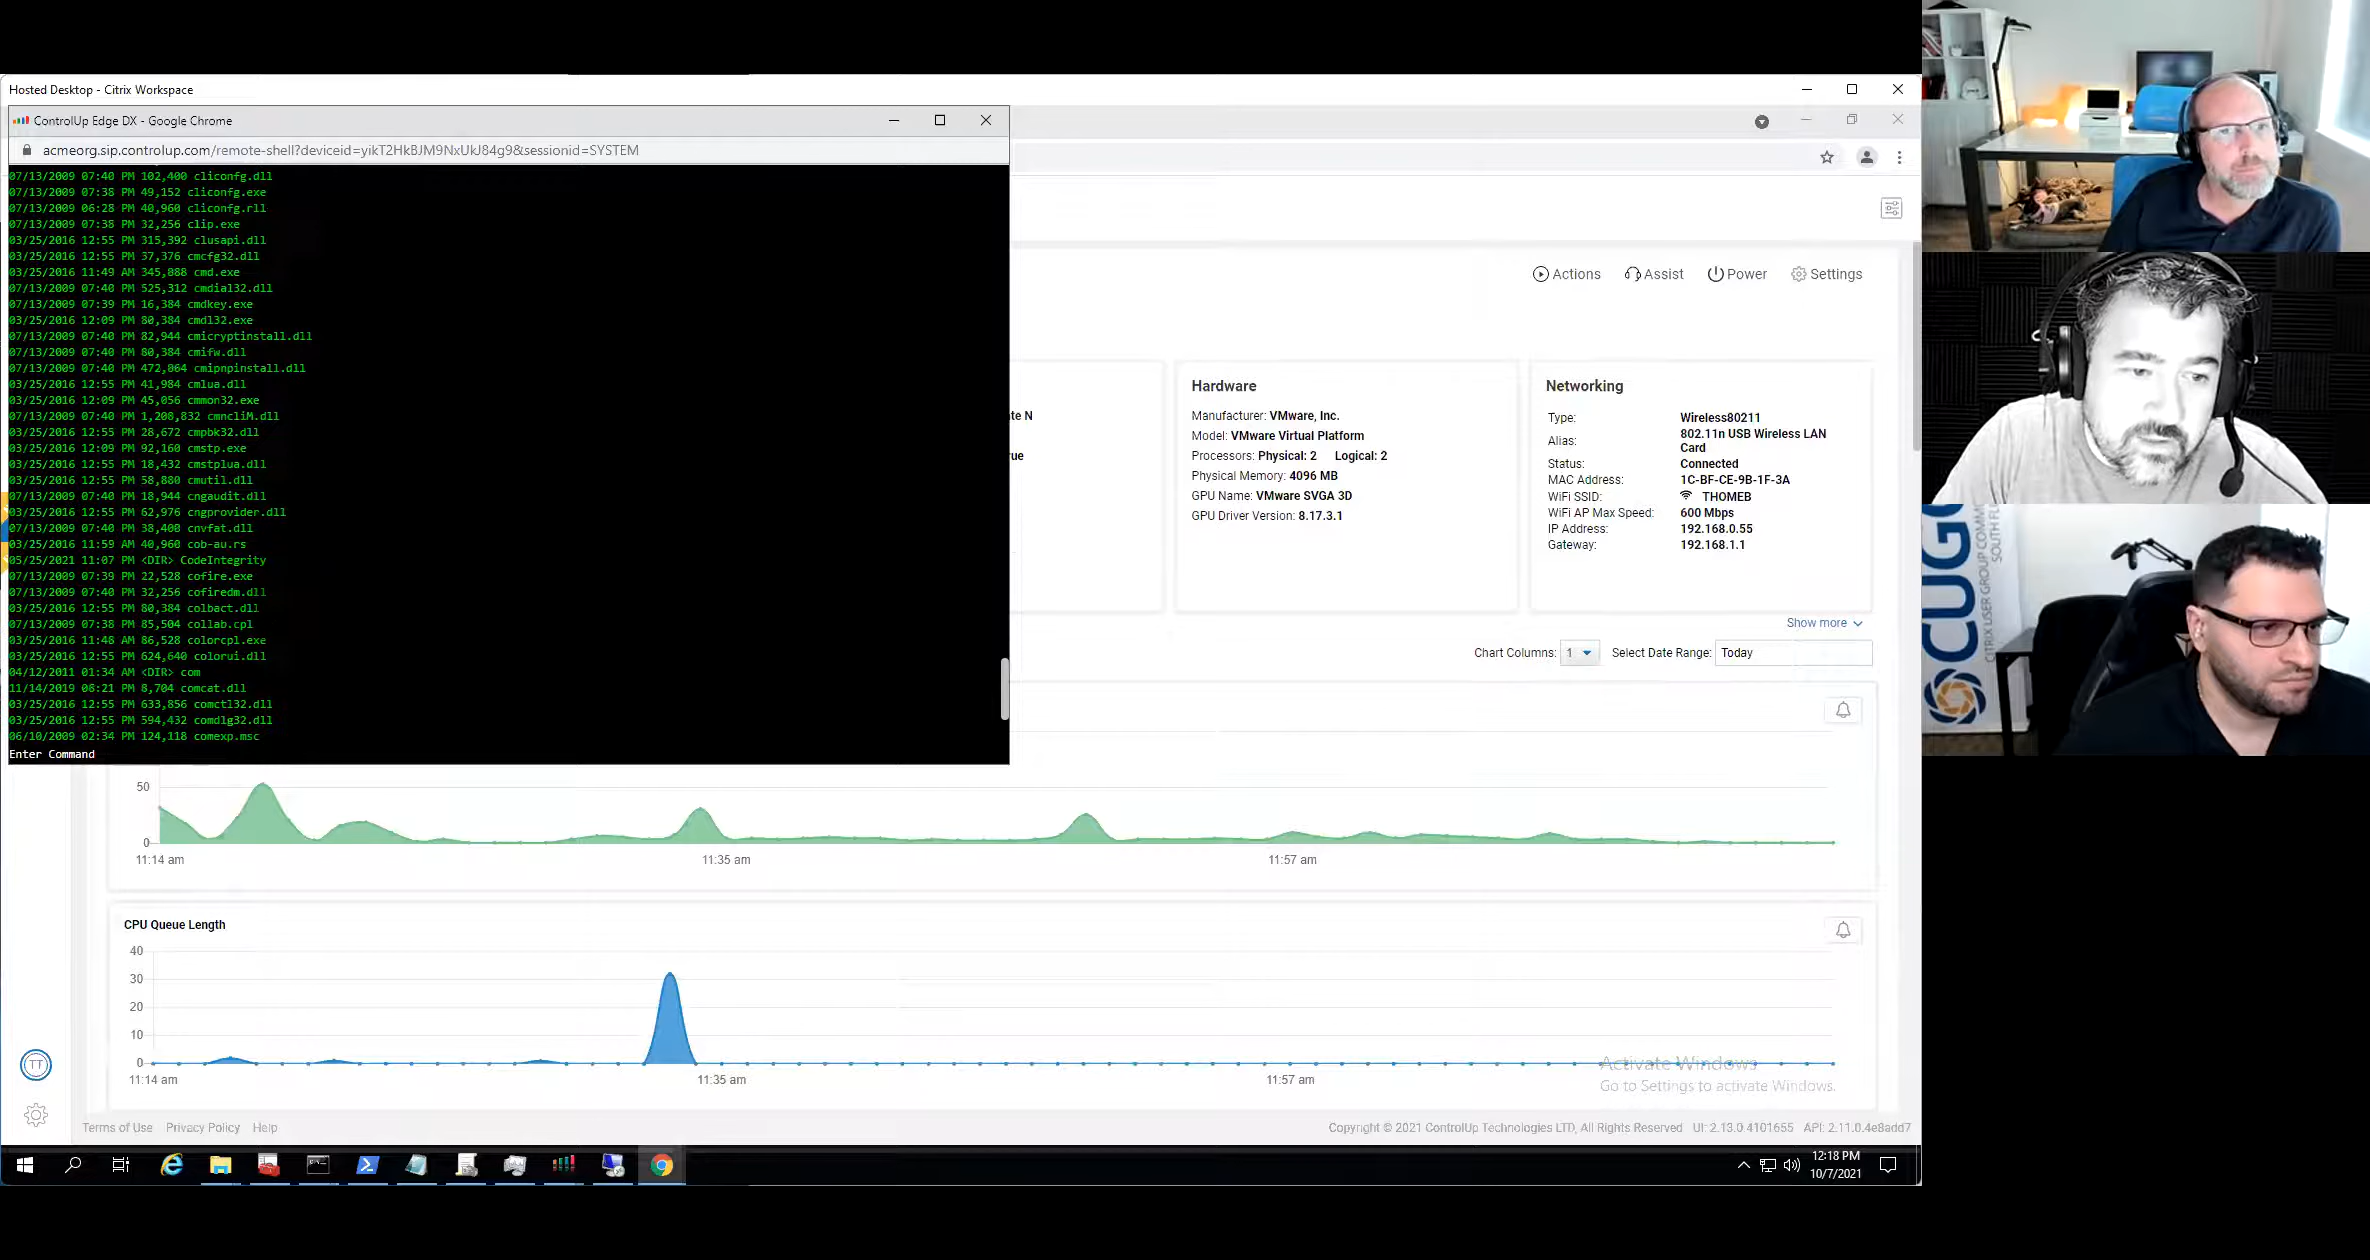 Hosted Desktop - Citrix Workspace
ControlUp Edge DX - Google Chrome
acmeorg.sip.controlup.com/remote-shell?deviceid=yikT2HkBJM9NxUkJ84g9&sessionid=SYSTEM
07/13/2009 07:40 PM 102,400 cliconfg.dll
07/13/2009 07:38 PM 49,152 cliconfg.exe
07/13/2009 06:28 PM 40,960 cliconfg.rll
07/13/2009 07:38 PM 32,256 clip.exe
03/25/2016 12:55 PM 315,392 clusapi.dll
03/25/2016 12:55 PM 37,376 cmcfg32.dll
03/25/2016 11:49 AM 345,088 cmd.exe
07/13/2009 07:40 PM 525,312 cmdial32.dll
07/13/2009 07:39 PM 16,384 cmdkey.exe
03/25/2016 12:09 PM 80,384 cmdl32.exe
07/13/2009 07:40 PM 82,944 cmicryptinstall.dll
07/13/2009 07:40 PM 80,384 cmifw.dll
07/13/2009 07:40 PM 472,064 cmipnpinstall.dll
03/25/2016 12:55 PM 41,984 cmlua.dll
03/25/2016 12:09 PM 45,056 cmmon32.exe
07/13/2009 07:40 PM 1,208,832 cmncliM.dll
03/25/2016 12:55 PM 28,672 cmpbk32.dll
03/25/2016 12:09 PM 92,160 cmstp.exe
03/25/2016 12:55 PM 18,432 cmstplua.dll
03/25/2016 12:55 PM 58,880 cmutil.dll
07/13/2009 07:40 PM 18,944 cngaudit.dll
03/25/2016 12:55 PM 62,976 cngprovider.dll
07/13/2009 07:40 PM 38,400 cnvfat.dll
03/25/2016 11:59 AM 40,960 cob-au.rs
05/25/2021 11:07 PM <DIR> CodeIntegrity
07/13/2009 07:39 PM 22,528 cofire.exe
07/13/2009 07:40 PM 32,256 cofiredm.dll
03/25/2016 12:55 PM 80,384 colbact.dll
07/13/2009 07:38 PM 85,504 collab.cpl
03/25/2016 11:48 AM 86,528 colorcpl.exe
03/25/2016 12:55 PM 624,640 colorui.dll
04/12/2011 01:34 AM <DIR> com
11/14/2019 06:21 PM 8,704 comcat.dll
03/25/2016 12:55 PM 633,856 comctl32.dll
03/25/2016 12:55 PM 594,432 comdlg32.dll
06/10/2009 02:34 PM 124,118 comexp.msc
Enter Command
Actions Assist Power Settings
te N
rue
Hardware
Manufacturer: VMware, Inc.
Model: VMware Virtual Platform
Processors: Physical: 2 Logical: 2
Physical Memory: 4096 MB
GPU Name: VMware SVGA 3D
GPU Driver Version: 8.17.3.1
Networking
Type: Wireless80211
Alias: 802.11n USB Wireless LAN
Card
Status: Connected
MAC Address: 1C-BF-CE-9B-1F-3A
WiFi SSID: THOMEB
WiFi AP Max Speed: 600 Mbps
IP Address: 192.168.0.55
Gateway: 192.168.1.1
Show more
Chart Columns: 1 Select Date Range: Today
50
0
11:14 am 11:35 am 11:57 am
CPU Queue Length
40
30
20
10
0
11:14 am 11:35 am 11:57 am
Activate Windows
Go to Settings to activate Windows.
TT
Terms of Use Privacy Policy Help
Copyright © 2021 ControlUp Technologies LTD, All Rights Reserved UI: 2.13.0.4101655 API: 2.11.0.4e8add7
12:18 PM
10/7/2021
CUGC
CITRIX USER GROUP COMM
SOUTH FL